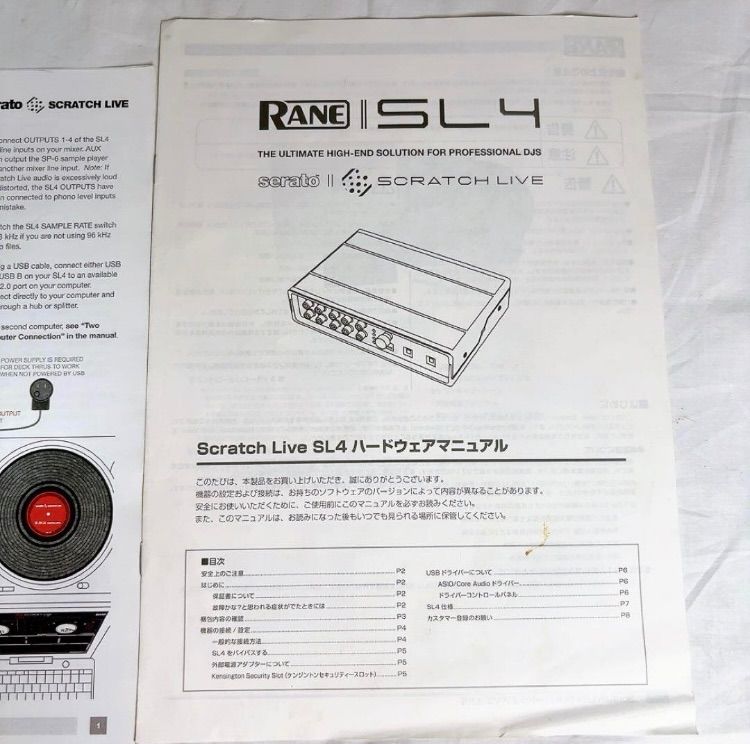 SCRATCH LIVE
onnect OUTPUTS 1-4 of the SL4
line inputs on your mixer. AUX
output the SP-6 sample player
another mixer line input. Note: If
atch Live audio is excessively loud
distorted, the SL4 OUTPUTS have
n connected to phono level inputs
mistake.
tch the SL4 SAMPLE RATE switch
kHz if you are not using 96 kHz
o files.
g a USB cable, connect either USB
USB B on your SL4 to an available
2.0 port on your computer.
ect directly to your computer and
hrough a hub or splitter.
second computer, see "Two
uter Connection" in the manual.
POWER SUPPLY IS REQUIRED
FOR DECK THRUS TO WORK
WHEN NOT POWERED BY USB
1
RANE SL4
THE ULTIMATE HIGH-END SOLUTION FOR PROFESSIONAL DJS
serato SCRATCH LIVE
Scratch Live SL4 ハードウェアマニュアル
このたびは、本製品をお買い上げいただき、誠にありがとうございます。
機器の設定および接続は、お持ちのソフトウェアのバージョンによって内容が異なることがあります。
安全にお使いいただくために、ご使用前にこのマニュアルを必ずお読みください。
また、このマニュアルは、お読みになった後もいつでも見られる場所に保管してください。
■目次
安全上のご注意 P2
はじめに P2
保証書について P2
故障かな?と思われる症状がでたときには P2
梱包内容の確認 P3
機器の接続 / 設定 P4
一般的な接続方法 P4
SL4をバイパスする P5
外部電源アダプターについて P5
Kensington Security Slot (ケンジントンセキュリティースロット) P5
USBドライバーについて P6
ASIO/Core Audio ドライバー P6
ドライバーコントロールパネル P6
SL4 仕様 P7
カスタマー登録のお願い P8